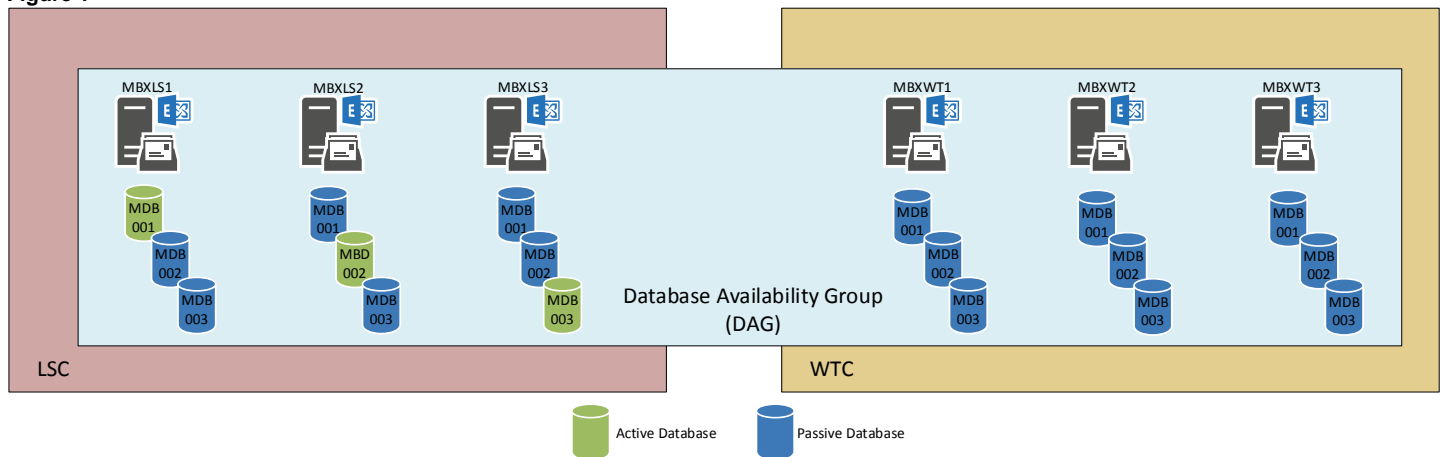 MBXLS1
MBXLS2
MBXLS3
MBXWT1
MBXWT2
MBXWT3
E
E
E
E
E
E
MDB
001
MDB
002
MDB
003
MDB
001
MBD
002
MDB
003
MDB
001
MDB
002
MDB
003
MDB
001
MDB
002
MDB
003
MDB
001
MDB
002
MDB
003
MDB
001
MDB
002
MDB
003
Database Availability Group
(DAG)
LSC
WTC
Active Database
Passive Database